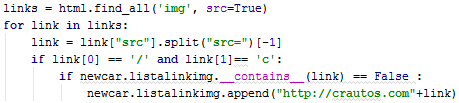 links = html.find_all('img', src=True)
for link in links:
    link = link["src"].split("src=")[-1]
    if link[0] == '/' and link[1]== 'c':
        if newcar.listalinkimg.__contains__(link) == False :
            newcar.listalinkimg.append("http://crautos.com"+link)